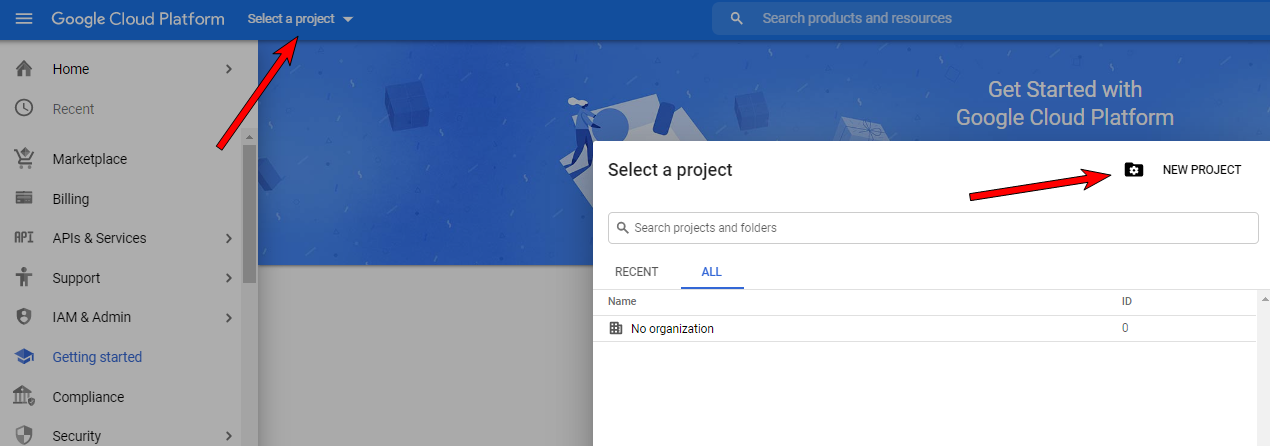 Google Cloud Platform
Select a project
Search products and resources
Home
Recent
Marketplace
Billing
API APIs & Services
Support
IAM & Admin
Getting started
Compliance
Security
Get Started with
Google Cloud Platform
Select a project
NEW PROJECT
Search projects and folders
RECENT ALL
Name ID
No organization 0